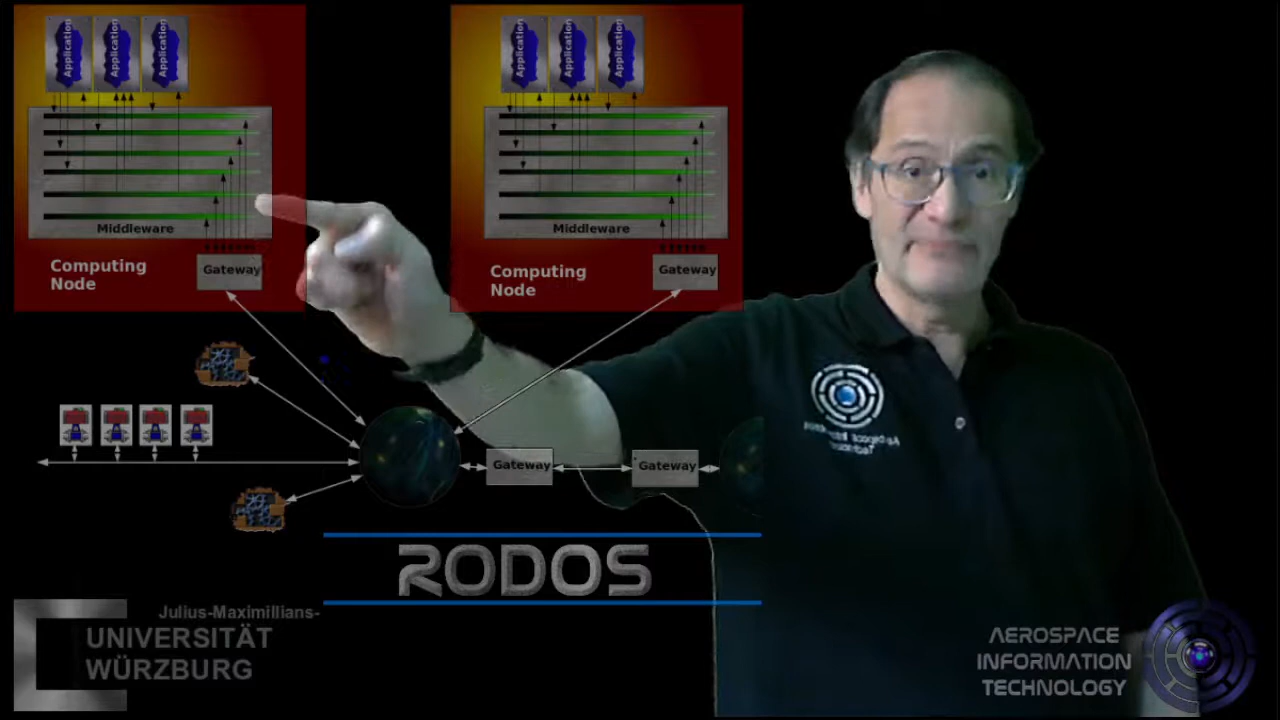 Application
Application
Application
Application
Application
Application
Middleware
Middleware
Computing
Node
Gateway
Computing
Node
Gateway
Gateway
Gateway
RODOS
Julius-Maximillians-
UNIVERSITÄT
WÜRZBURG
AEROSPACE
INFORMATION
TECHNOLOGY